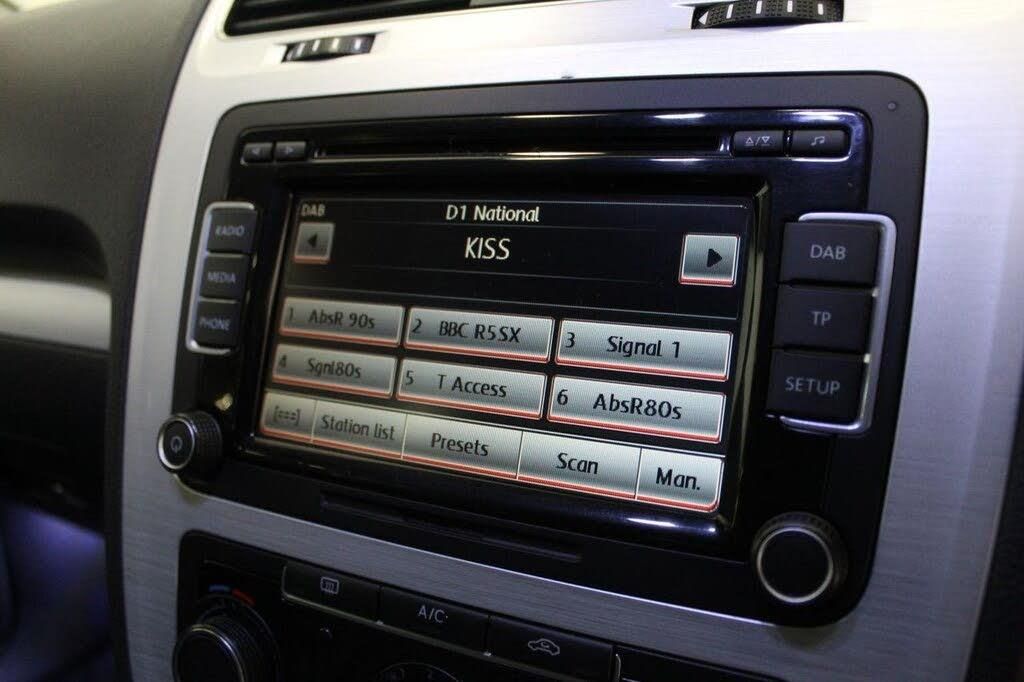 DAB
D1 National
KISS
RADIO
MEDIA
PHONE
1 AbsR 90s
2 BBC R5SX
3 Signal 1
4 Sgnl80s
5 T Access
6 AbsR80s
[===]
Station list
Presets
Scan
Man.
DAB
TP
SETUP
A/C